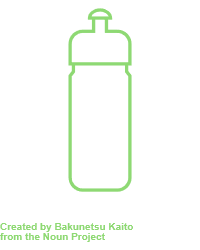 Created by Bakunetsu Kaito
from the Noun Project